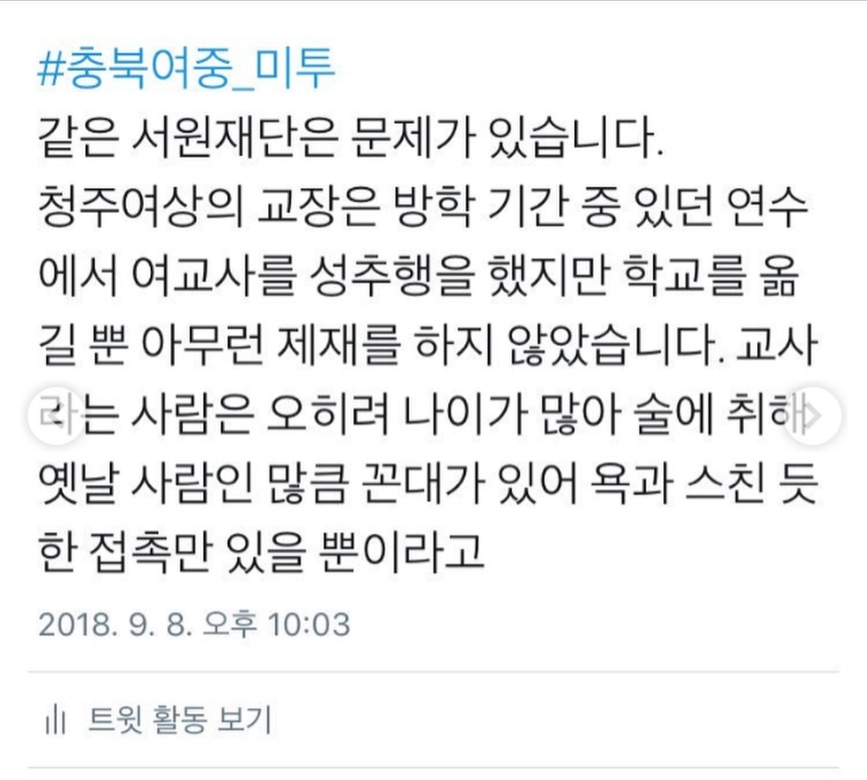 #충북여중_미투
같은 서원재단은 문제가 있습니다.
청주여상의 교장은 방학 기간 중 있던 연수
에서 여교사를 성추행을 했지만 학교를 옮
길 뿐 아무런 제재를 하지 않았습니다. 교사
라는 사람은 오히려 나이가 많아 술에 취해
옛날 사람인 많큼 꼰대가 있어 욕과 스친 듯
한 접촉만 있을 뿐이라고
2018. 9. 8. 오후 10:03
트윗 활동 보기